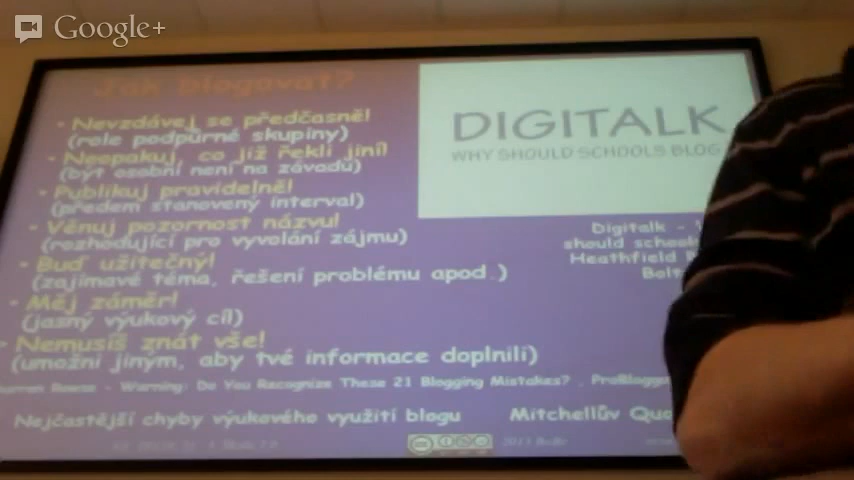 Google+
Jak blogovat?
• Nevzdávej se předčasně!
(role podpůrné skupiny)
• Neopakuj, co již řekli jiní!
(být osobní není na závadu)
• Publikuj pravidelně!
(předem stanovený interval)
• Věnuj pozornost názvu!
(rozhodující pro vyvolání zájmu)
• Buď užitečný!
(zajímavé téma, řešení problému apod.)
• Měj záměr!
(jasný výukový cíl)
• Nemusíš znát vše!
(umožni jiným, aby tvé informace doplnili)
DIGITALK
WHY SHOULD SCHOOLS BLOG
Digitalk -
should schools
Heathfield
Warning: Do You Recognize These 21 Blogging Mistakes?,
Nejčastější chyby výukového využití blogu
Mitchellův